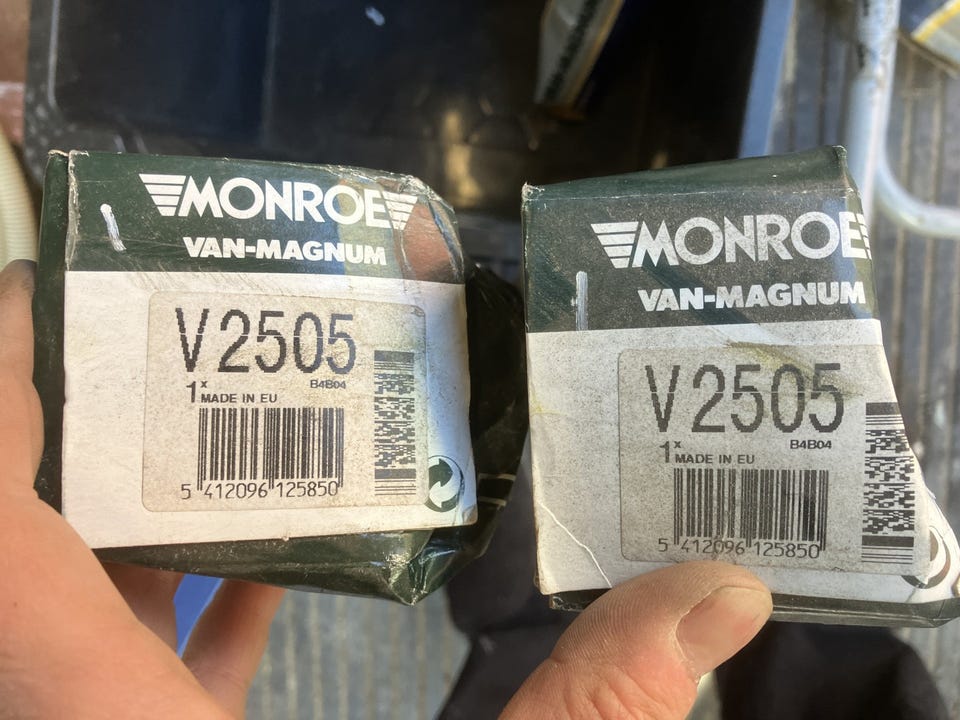 MONROE
VAN-MAGNUM
V2505
1x MADE IN EU B4B04
5 412096 125850
MONROE
VAN-MAGNUM
V2505
1x MADE IN EU B4B04
5 412096 125850